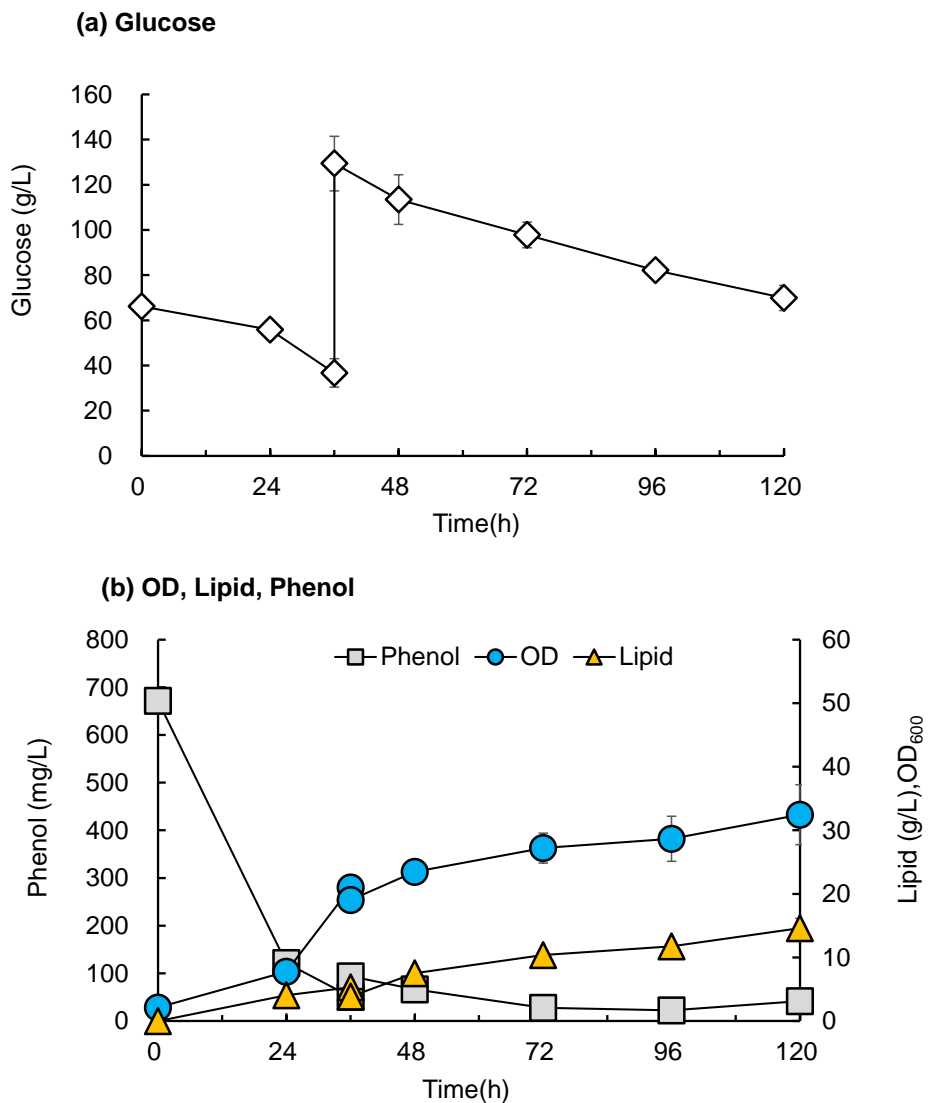 (a) Glucose
160
140
120
100
80
60
40
20
0
Glucose (g/L)
0 24 48 72 96 120
Time(h)
(b) OD, Lipid, Phenol
800
700
600
500
400
300
200
100
0
Phenol (mg/L)
Phenol OD Lipid
60
50
40
30
20
10
0
Lipid (g/L),OD600
0 24 48 72 96 120
Time(h)